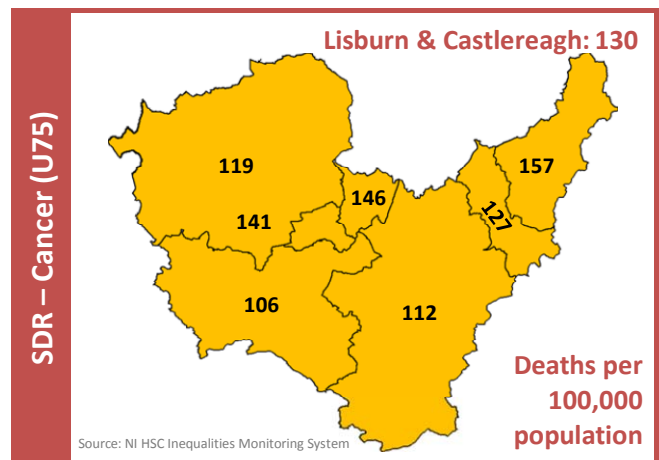 SDR – Cancer (U75)
Lisburn & Castlereagh: 130
119
157
146
141
127
106
112
Deaths per
100,000
population
Source: NI HSC Inequalities Monitoring System